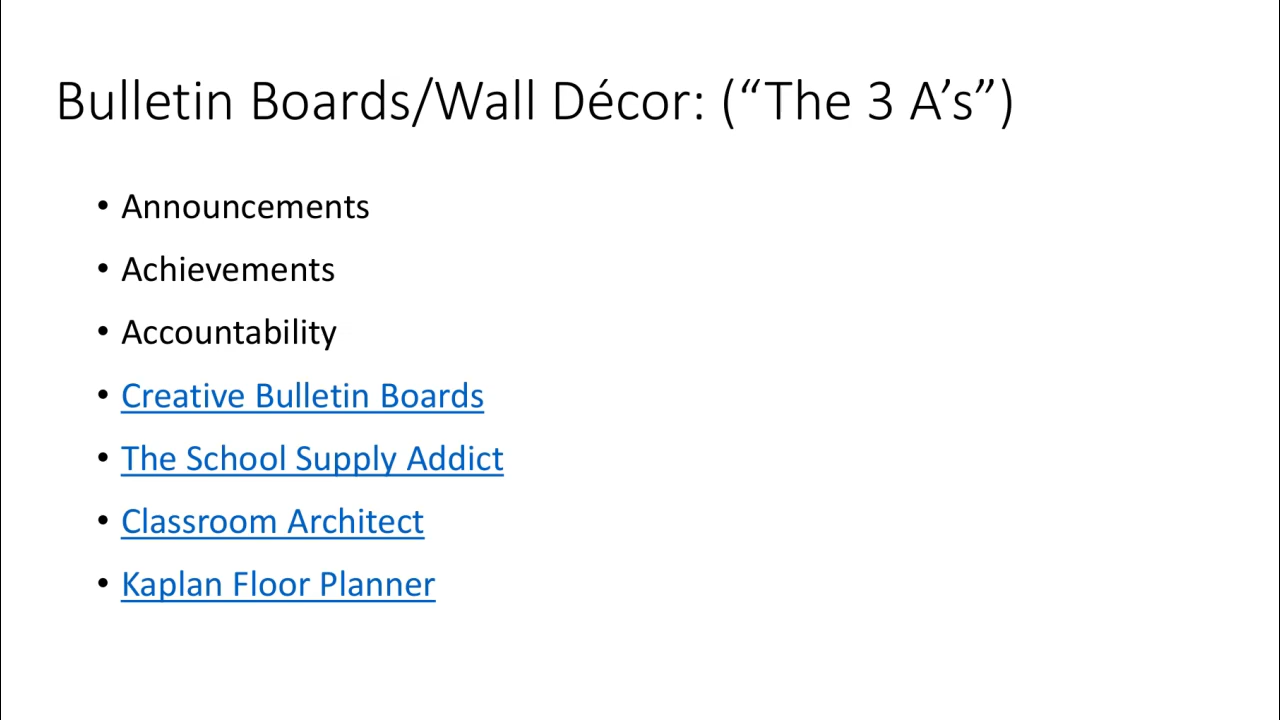 Bulletin Boards/Wall Décor: (“The 3 A’s”)
• Announcements
• Achievements
• Accountability
• Creative Bulletin Boards
• The School Supply Addict
• Classroom Architect
• Kaplan Floor Planner